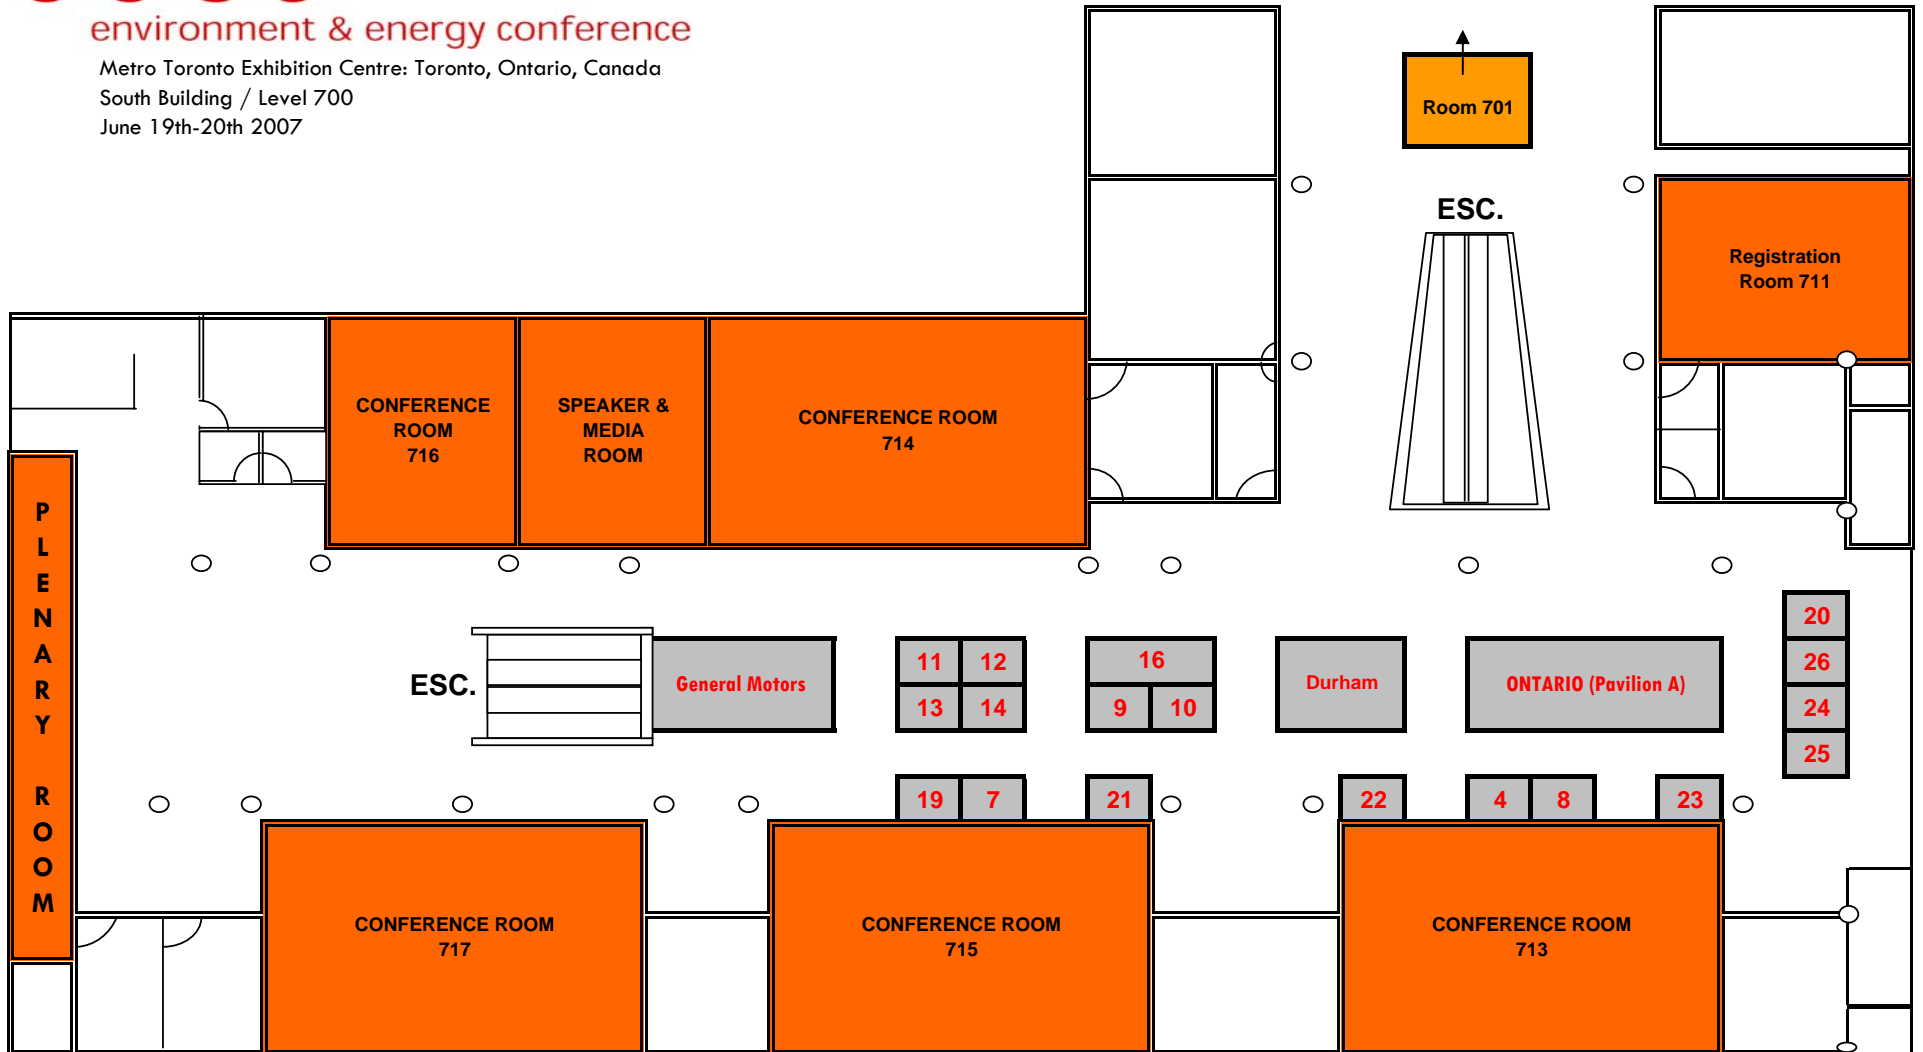 environment & energy conference
Metro Toronto Exhibition Centre: Toronto, Ontario, Canada
South Building / Level 700
June 19th-20th 2007
Room 701
ESC.
Registration
Room 711
CONFERENCE
ROOM
716
SPEAKER &
MEDIA
ROOM
CONFERENCE ROOM
714
PLENARY ROOM
ESC.
General Motors
11
12
13
14
16
9
10
Durham
ONTARIO (Pavilion A)
20
26
24
25
19
7
21
22
4
8
23
CONFERENCE ROOM
717
CONFERENCE ROOM
715
CONFERENCE ROOM
713